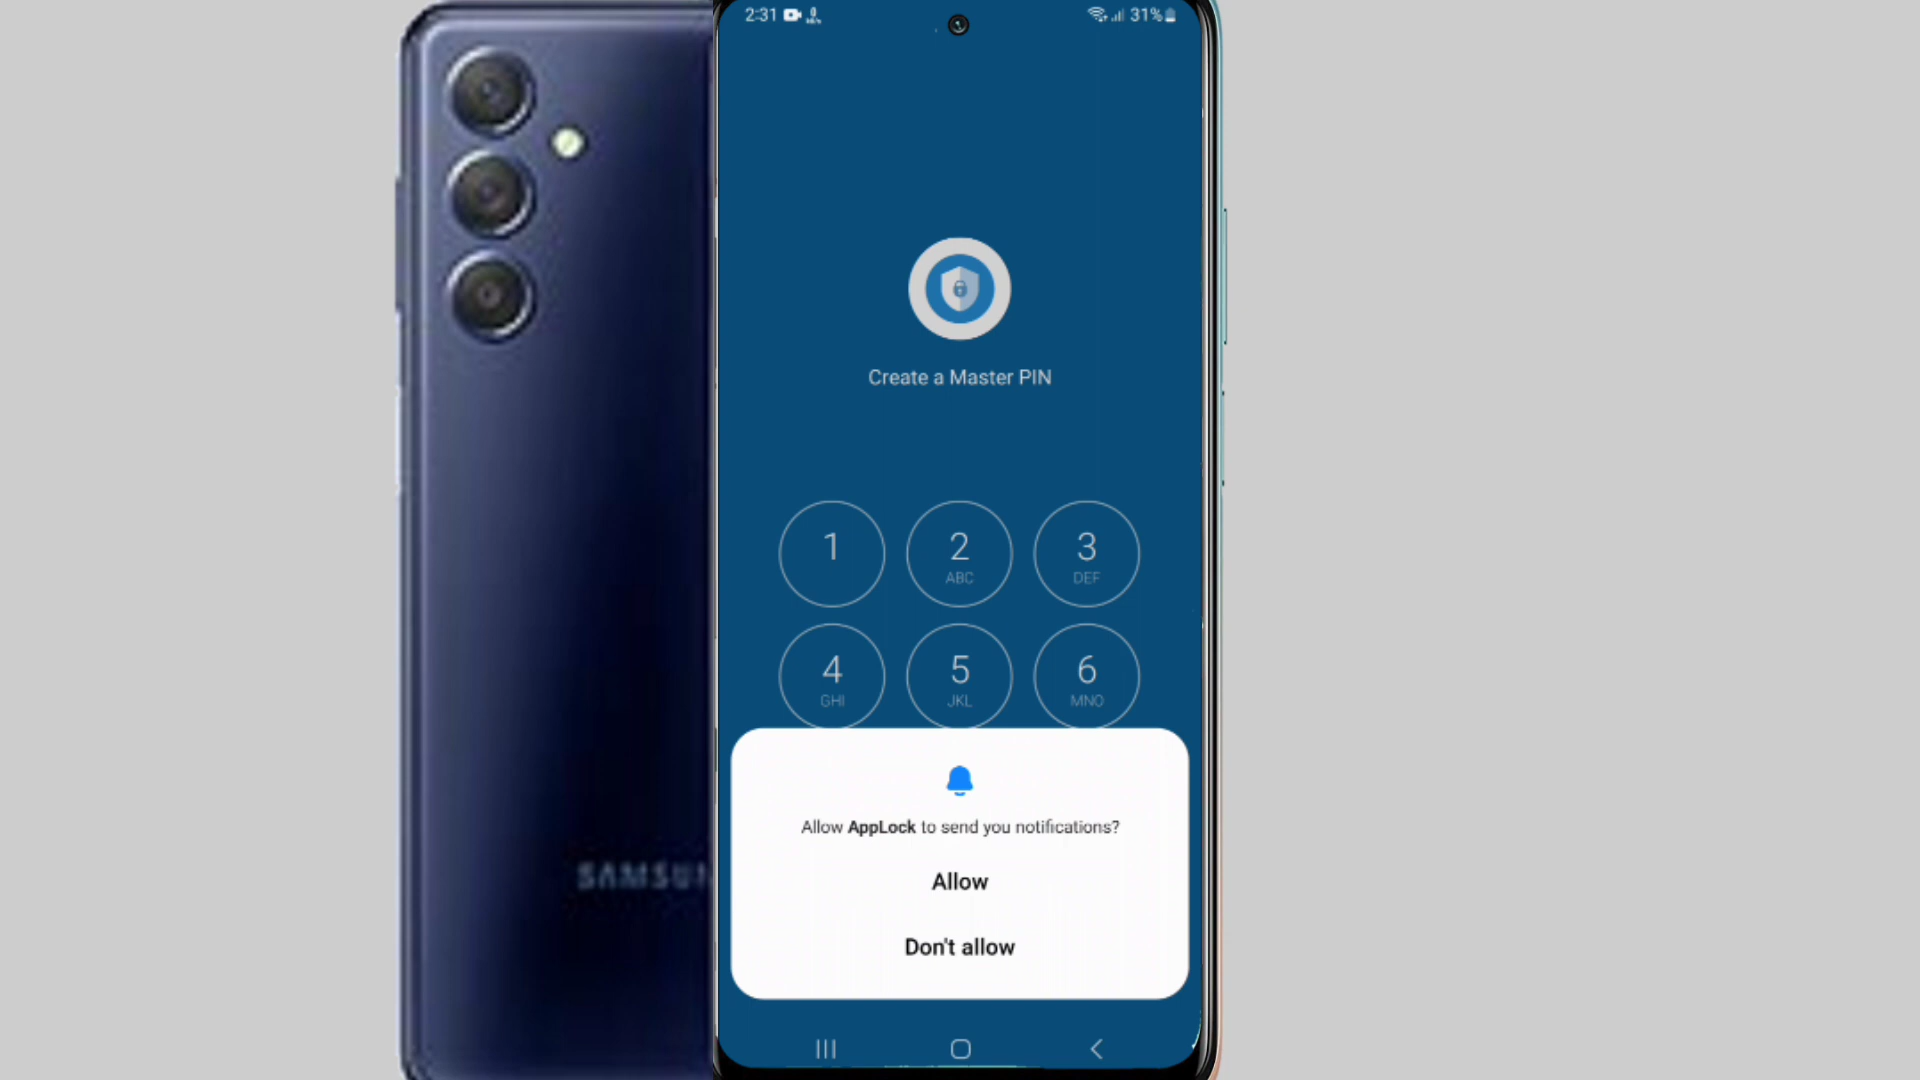 2:31
31%
Create a Master PIN
1
2
ABC
3
DEF
4
GHI
5
JKL
6
MNO
Allow AppLock to send you notifications?
Allow
Don't allow